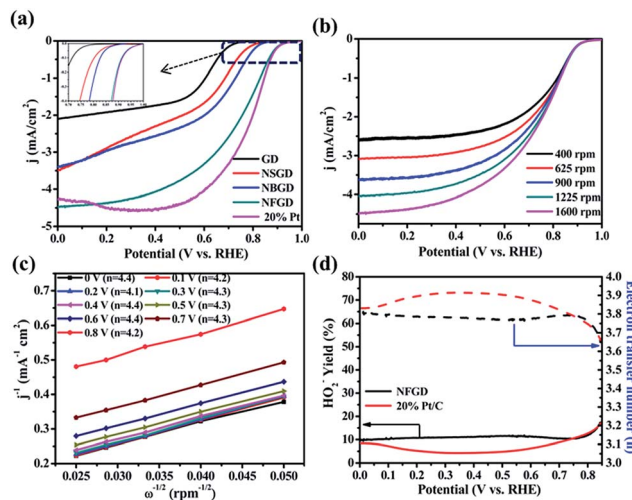 (a)
0
-1
-2
-3
-4
-5
j (mA/cm²)
GD
NSGD
NBGD
NFGD
20% Pt
0.0 0.2 0.4 0.6 0.8 1.0
Potential (V vs. RHE)
(b)
0
-1
-2
-3
-4
j (mA/cm²)
400 rpm
625 rpm
900 rpm
1225 rpm
1600 rpm
0.0 0.2 0.4 0.6 0.8 1.0
Potential (V vs. RHE)
(c)
0.7
0.6
0.5
0.4
0.3
0.2
j⁻¹ (mA⁻¹ cm²)
0 V (n=4.4) 0.1 V (n=4.2)
0.2 V (n=4.1) 0.3 V (n=4.3)
0.4 V (n=4.4) 0.5 V (n=4.3)
0.6 V (n=4.4) 0.7 V (n=4.3)
0.8 V (n=4.2)
0.025 0.030 0.035 0.040 0.045 0.050
ω⁻¹/² (rpm⁻¹/²)
(d)
80
70
60
50
40
30
20
10
0
HO₂⁻ Yield (%)
NFGD
20% Pt/C
4.0
3.9
3.8
3.7
3.6
3.5
3.4
3.3
3.2
3.1
3.0
Electron transfer number (n)
0.0 0.2 0.4 0.6 0.8
Potential (V vs. RHE)